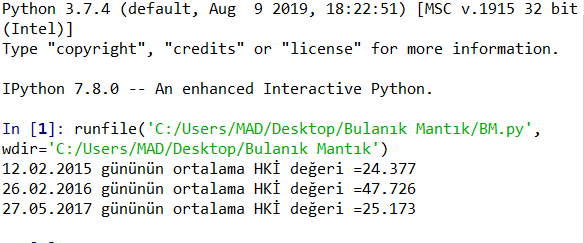 Python 3.7.4 (default, Aug  9 2019, 18:22:51) [MSC v.1915 32 bit
(Intel)]
Type "copyright", "credits" or "license" for more information.
IPython 7.8.0 -- An enhanced Interactive Python.
In [1]: runfile('C:/Users/MAD/Desktop/Bulanık Mantık/BM.py',
wdir='C:/Users/MAD/Desktop/Bulanık Mantık')
12.02.2015 gününün ortalama HKİ değeri =24.377
26.02.2016 gününün ortalama HKİ değeri =47.726
27.05.2017 gününün ortalama HKİ değeri =25.173